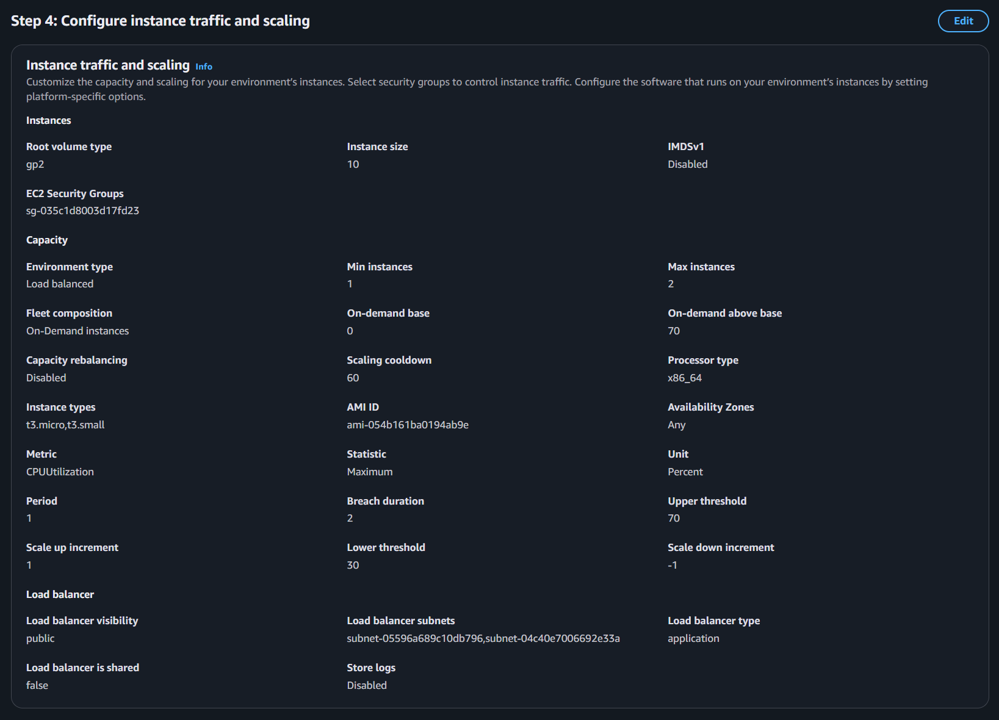 Step 4: Configure instance traffic and scaling
Edit
Instance traffic and scaling Info
Customize the capacity and scaling for your environment’s instances. Select security groups to control instance traffic. Configure the software that runs on your environment’s instances by setting
platform-specific options.
Instances
Root volume type
gp2
Instance size
10
IMDSv1
Disabled
EC2 Security Groups
sg-035c1d8003d17fd23
Capacity
Environment type
Load balanced
Min instances
1
Max instances
2
Fleet composition
On-Demand instances
On-demand base
0
On-demand above base
70
Capacity rebalancing
Disabled
Scaling cooldown
60
Processor type
x86_64
Instance types
t3.micro,t3.small
AMI ID
ami-054b161ba0194ab9e
Availability Zones
Any
Metric
CPUUtilization
Statistic
Maximum
Unit
Percent
Period
1
Breach duration
2
Upper threshold
70
Scale up increment
1
Lower threshold
30
Scale down increment
-1
Load balancer
Load balancer visibility
public
Load balancer subnets
subnet-05596a689c10db796,subnet-04c40e7006692e33a
Load balancer type
application
Load balancer is shared
false
Store logs
Disabled